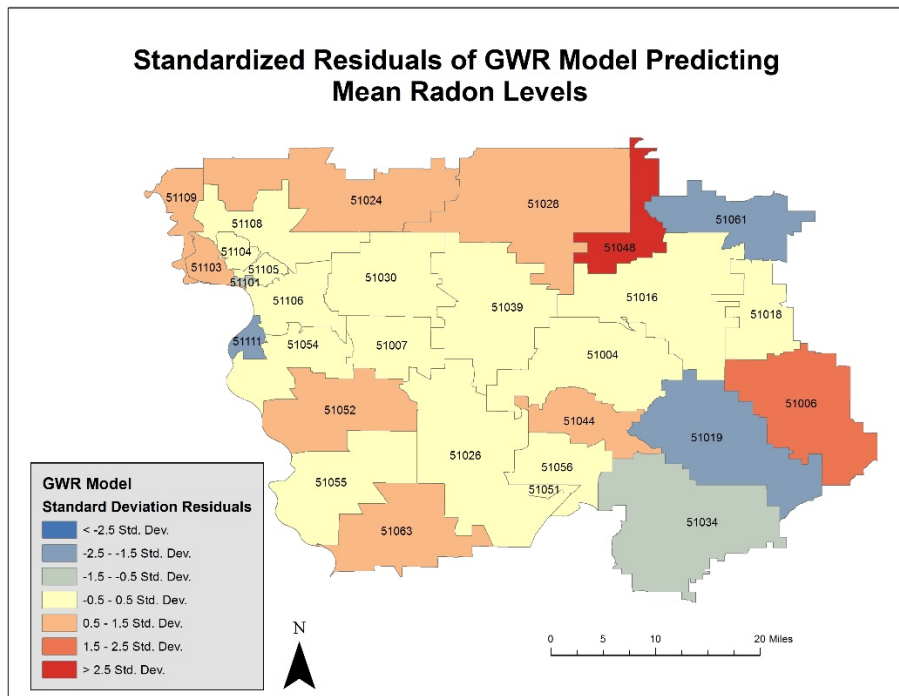 Standardized Residuals of GWR Model Predicting
Mean Radon Levels
51109
51024
51028
51061
51108
51048
51104
51103
51105
51030
51101
51016
51106
51039
51018
51111
51054
51007
51004
51006
51052
51044
51019
51026
51056
51055
51051
51034
51063
GWR Model
Standard Deviation Residuals
< -2.5 Std. Dev.
-2.5 - -1.5 Std. Dev.
-1.5 - -0.5 Std. Dev.
-0.5 - 0.5 Std. Dev.
0.5 - 1.5 Std. Dev.
1.5 - 2.5 Std. Dev.
> 2.5 Std. Dev.
N
0 5 10 20 Miles